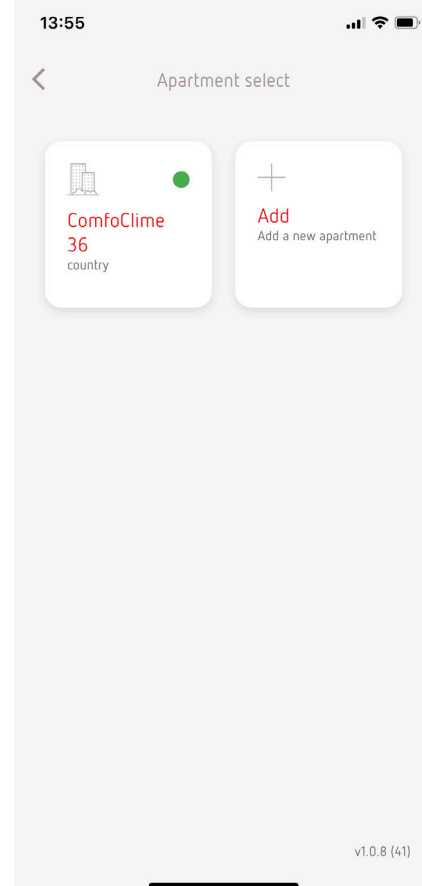 13:55
Apartment select
ComfoClime
36
country
Add
Add a new apartment
v1.0.8 (41)